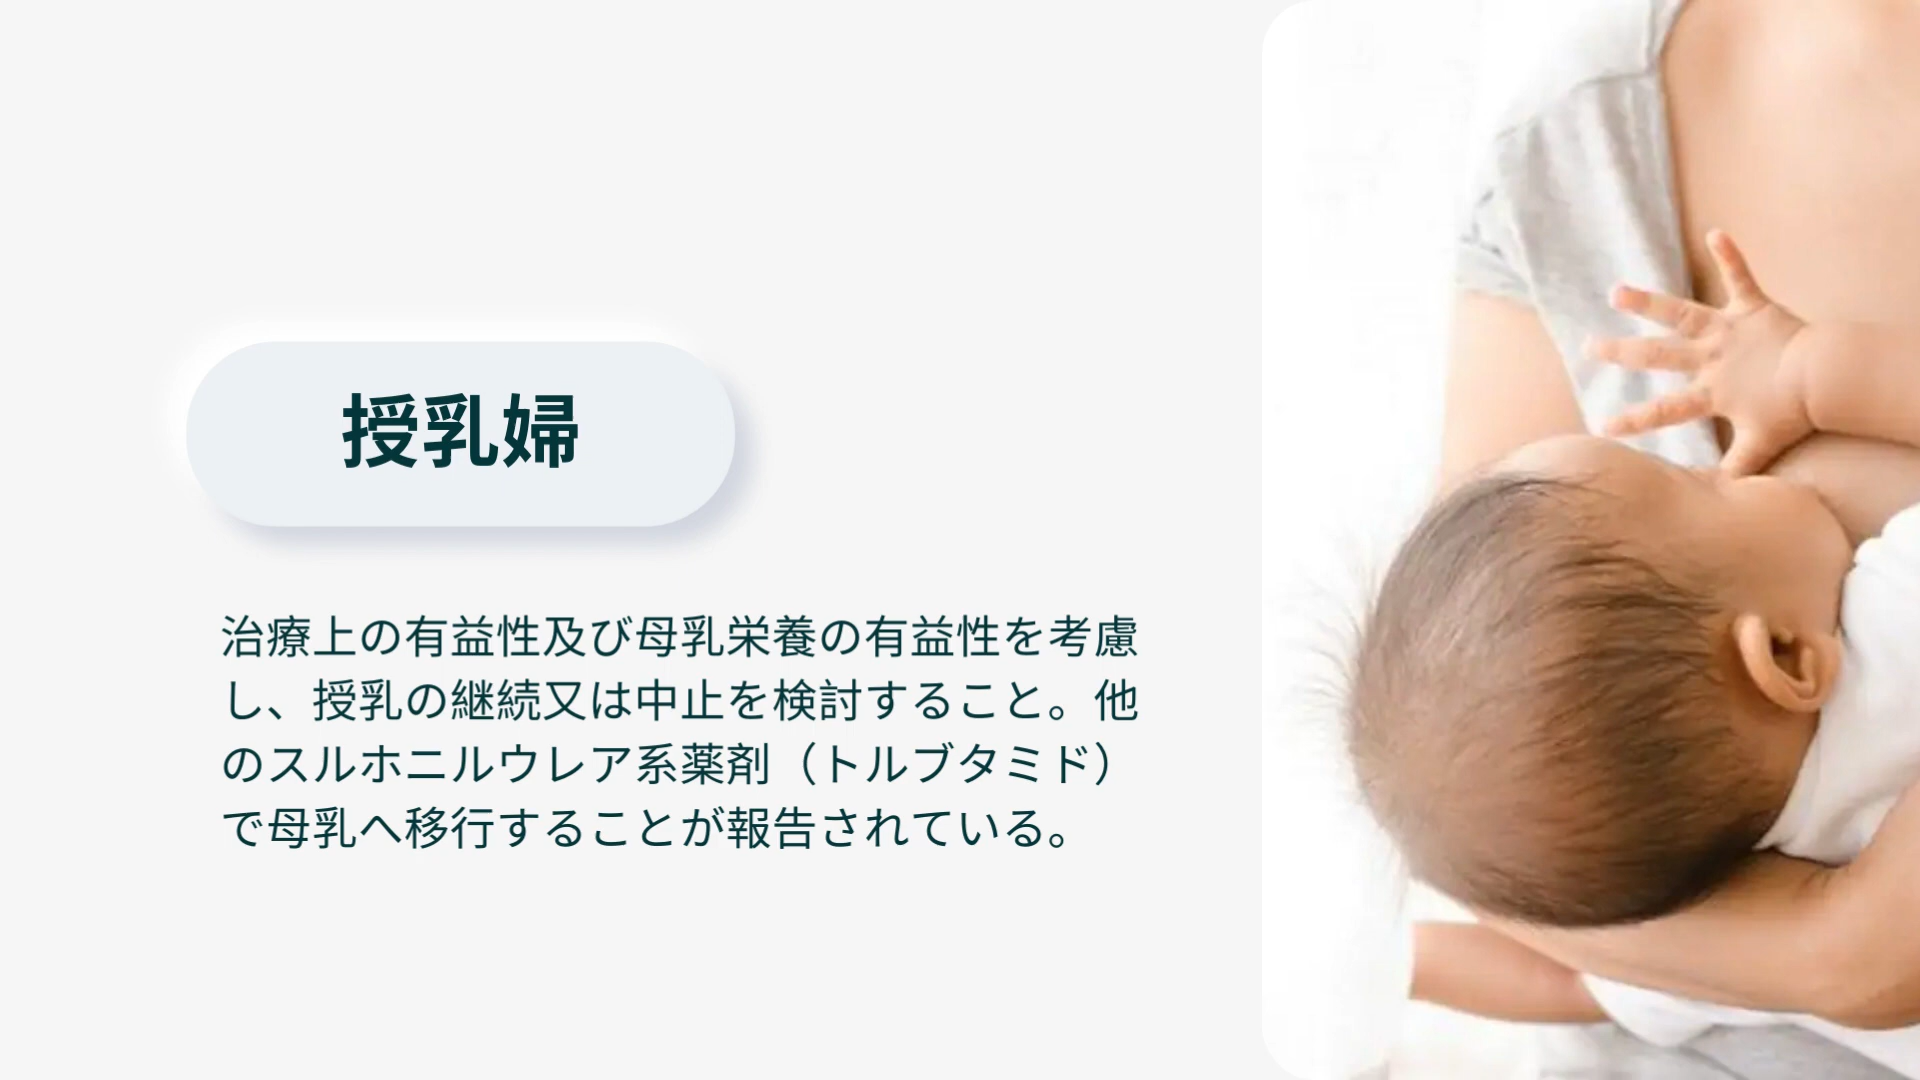 授乳婦
治療上の有益性及び母乳栄養の有益性を考慮
し、授乳の継続又は中止を検討すること。他
のスルホニルウレア系薬剤（トルブタミド）
で母乳へ移行することが報告されている。